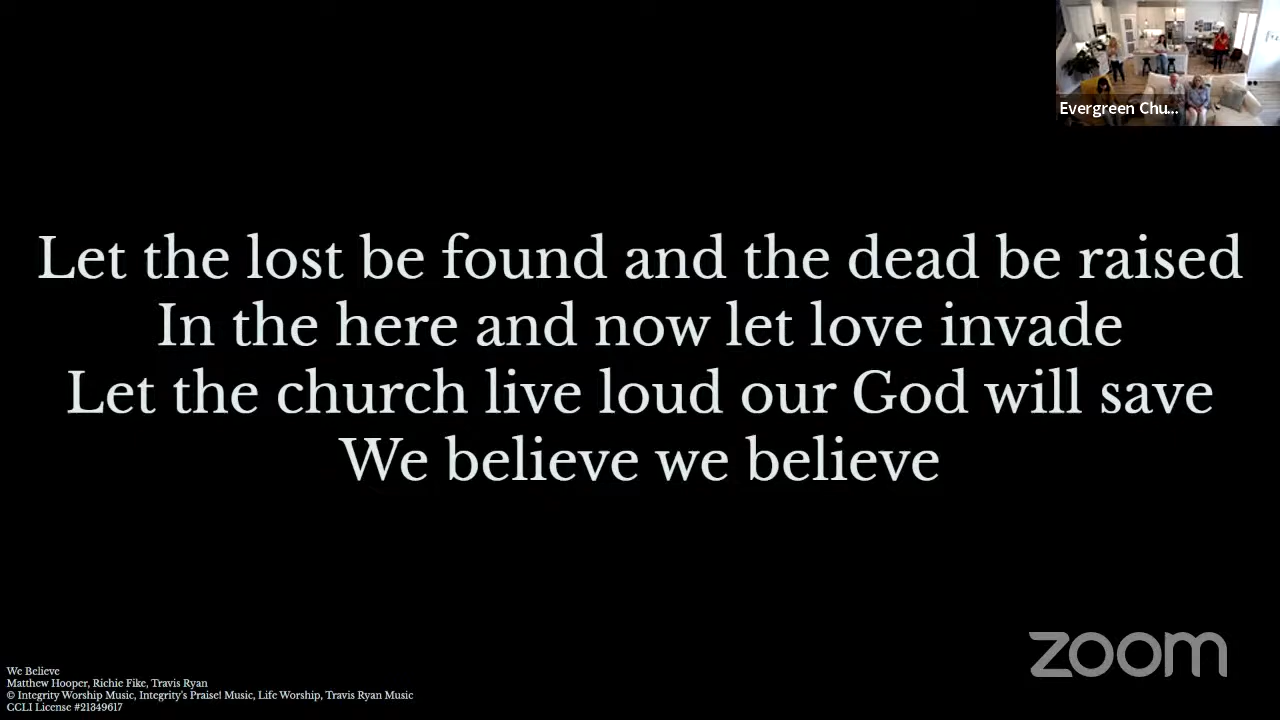 Evergreen Chu...
Let the lost be found and the dead be raised
In the here and now let love invade
Let the church live loud our God will save
We believe we believe
zoom
We Believe
Matthew Hooper, Richie Fike, Travis Ryan
© Integrity Worship Music, Integrity's Praise! Music, Life Worship, Travis Ryan Music
CCLI License #21349617